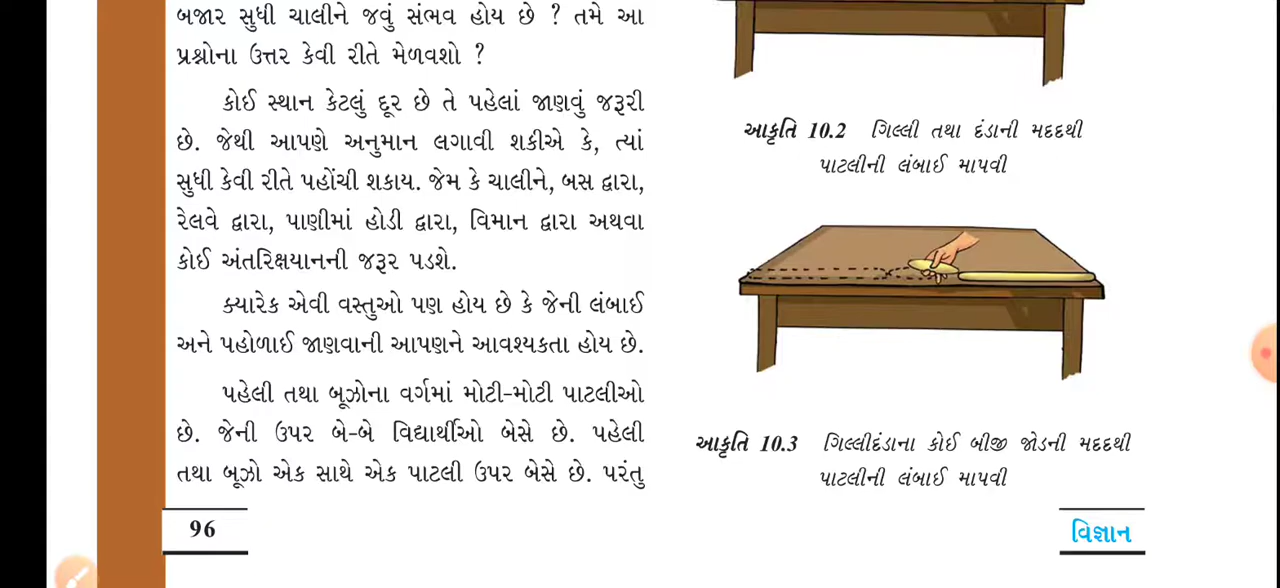 બજાર સુધી ચાલીને જવું સંભવ હોય છે ? તમે આ
પ્રશ્નોના ઉત્તર કેવી રીતે મેળવશો ?
કોઈ સ્થાન કેટલું દૂર છે તે પહેલાં જાણવું જરૂરી
છે. જેથી આપણે અનુમાન લગાવી શકીએ કે, ત્યાં
સુધી કેવી રીતે પહોંચી શકાય. જેમ કે ચાલીને, બસ દ્વારા,
રેલવે દ્વારા, પાણીમાં હોડી દ્વારા, વિમાન દ્વારા અથવા
કોઈ અંતરિક્ષયાનની જરૂર પડશે.
ક્યારેક એવી વસ્તુઓ પણ હોય છે કે જેની લંબાઈ
અને પહોળાઈ જાણવાની આપણને આવશ્યકતા હોય છે.
પહેલી તથા બૂઝોના વર્ગમાં મોટી-મોટી પાટલીઓ
છે. જેની ઉપર બે-બે વિદ્યાર્થીઓ બેસે છે. પહેલી
તથા બૂઝો એક સાથે એક પાટલી ઉપર બેસે છે. પરંતુ
96
આકૃતિ 10.2 ગિલ્લી તથા દંડાની મદદથી
પાટલીની લંબાઈ માપવી
આકૃતિ 10.3 ગિલ્લીદંડાના કોઈ બીજી જોડની મદદથી
પાટલીની લંબાઈ માપવી
વિજ્ઞાન